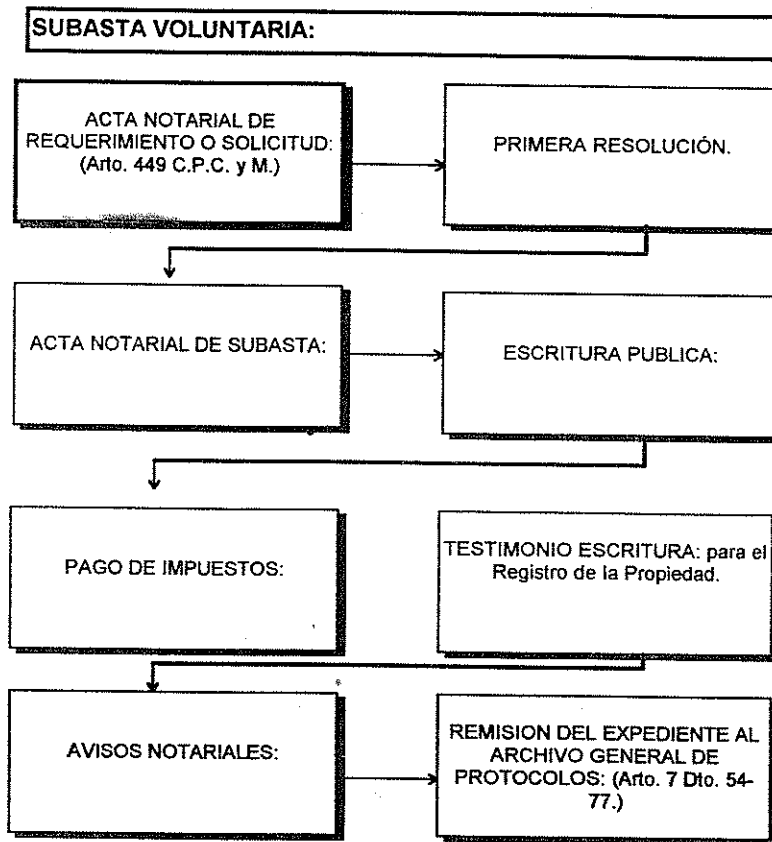 SUBASTA VOLUNTARIA:
ACTA NOTARIAL DE
REQUERIMIENTO O SOLICITUD:
(Arto. 449 C.P.C. y M.)
PRIMERA RESOLUCIÓN.
ACTA NOTARIAL DE SUBASTA:
ESCRITURA PUBLICA:
PAGO DE IMPUESTOS:
TESTIMONIO ESCRITURA: para el
Registro de la Propiedad.
AVISOS NOTARIALES:
REMISION DEL EXPEDIENTE AL
ARCHIVO GENERAL DE
PROTOCOLOS: (Arto. 7 Dto. 54-
77.)